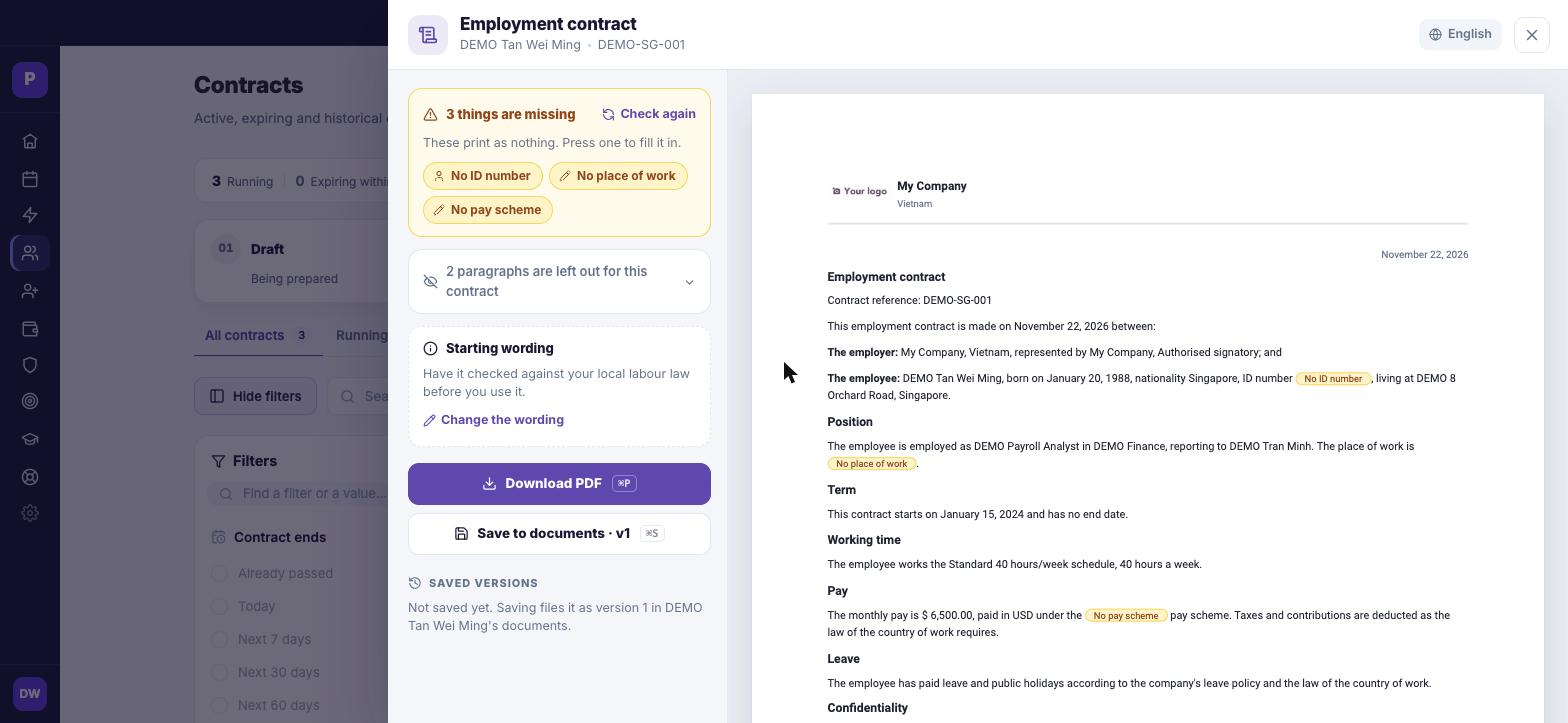 Employment contract
DEMO Tan Wei Ming • DEMO-SG-001
English
P
Contracts
Active, expiring and historical
3 Running
0 Expiring within
01 Draft
Being prepared
All contracts 3
Running
Hide filters
Sea
Filters
Find a filter or a value...
Contract ends
Already passed
Today
Next 7 days
Next 30 days
Next 60 days
DW
3 things are missing
Check again
These print as nothing. Press one to fill it in.
No ID number
No place of work
No pay scheme
2 paragraphs are left out for this
contract
Starting wording
Have it checked against your local labour law
before you use it.
Change the wording
Download PDF ⌘P
Save to documents · v1 ⌘S
SAVED VERSIONS
Not saved yet. Saving files it as version 1 in DEMO
Tan Wei Ming's documents.
Your logo
My Company
Vietnam
November 22, 2026
Employment contract
Contract reference: DEMO-SG-001
This employment contract is made on November 22, 2026 between:
The employer: My Company, Vietnam, represented by My Company, Authorised signatory; and
The employee: DEMO Tan Wei Ming, born on January 20, 1988, nationality Singapore, ID number No ID number, living at DEMO 8
Orchard Road, Singapore.
Position
The employee is employed as DEMO Payroll Analyst in DEMO Finance, reporting to DEMO Tran Minh. The place of work is
No place of work.
Term
This contract starts on January 15, 2024 and has no end date.
Working time
The employee works the Standard 40 hours/week schedule, 40 hours a week.
Pay
The monthly pay is $ 6,500.00, paid in USD under the No pay scheme pay scheme. Taxes and contributions are deducted as the
law of the country of work requires.
Leave
The employee has paid leave and public holidays according to the company's leave policy and the law of the country of work.
Confidentiality